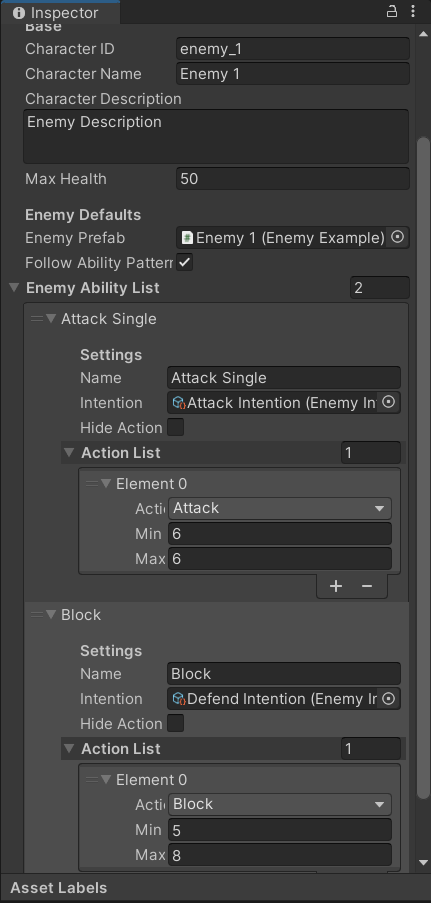 Inspector
Base
Character ID enemy_1
Character Name Enemy 1
Character Description
Enemy Description
Max Health 50
Enemy Defaults
Enemy Prefab # Enemy 1 (Enemy Example)
Follow Ability Pattern
Enemy Ability List 2
Attack Single
Settings
Name Attack Single
Intention Attack Intention (Enemy In
Hide Action
Action List 1
Element 0
Acti Attack
Min 6
Max 6
+ −
Block
Settings
Name Block
Intention Defend Intention (Enemy Ir
Hide Action
Action List 1
Element 0
Acti Block
Min 5
Max 8
Asset Labels